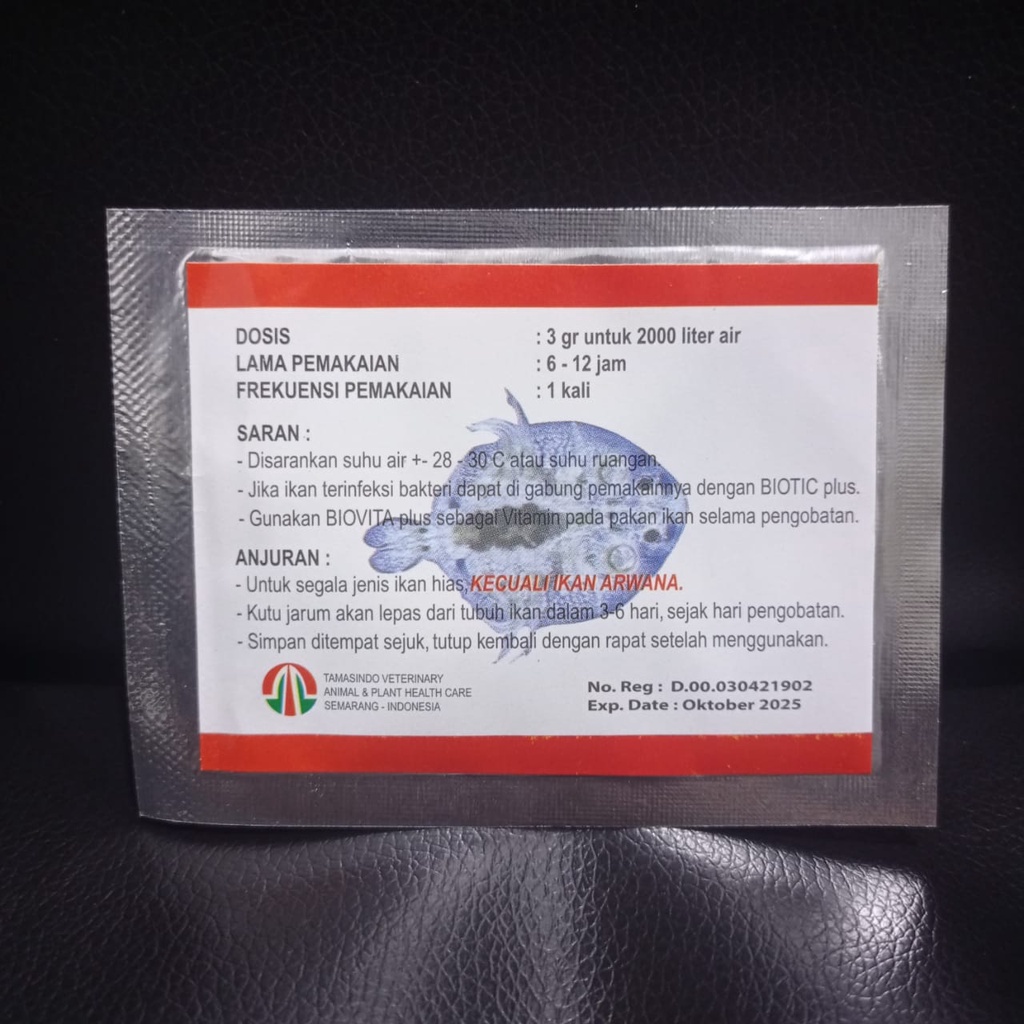 DOSIS : 3 gr untuk 2000 liter air
LAMA PEMAKAIAN : 6 - 12 jam
FREKUENSI PEMAKAIAN : 1 kali
SARAN :
- Disarankan suhu air +- 28 - 30 C atau suhu ruangan.
- Jika ikan terinfeksi bakteri dapat di gabung pemakainnya dengan BIOTIC plus.
- Gunakan BIOVITA plus sebagai Vitamin pada pakan ikan selama pengobatan.
ANJURAN :
- Untuk segala jenis ikan hias, KECUALI IKAN ARWANA.
- Kutu jarum akan lepas dari tubuh ikan dalam 3-6 hari, sejak hari pengobatan.
- Simpan ditempat sejuk, tutup kembali dengan rapat setelah menggunakan.
TAMASINDO VETERINARY
ANIMAL & PLANT HEALTH CARE
SEMARANG - INDONESIA
No. Reg : D.00.030421902
Exp. Date : Oktober 2025